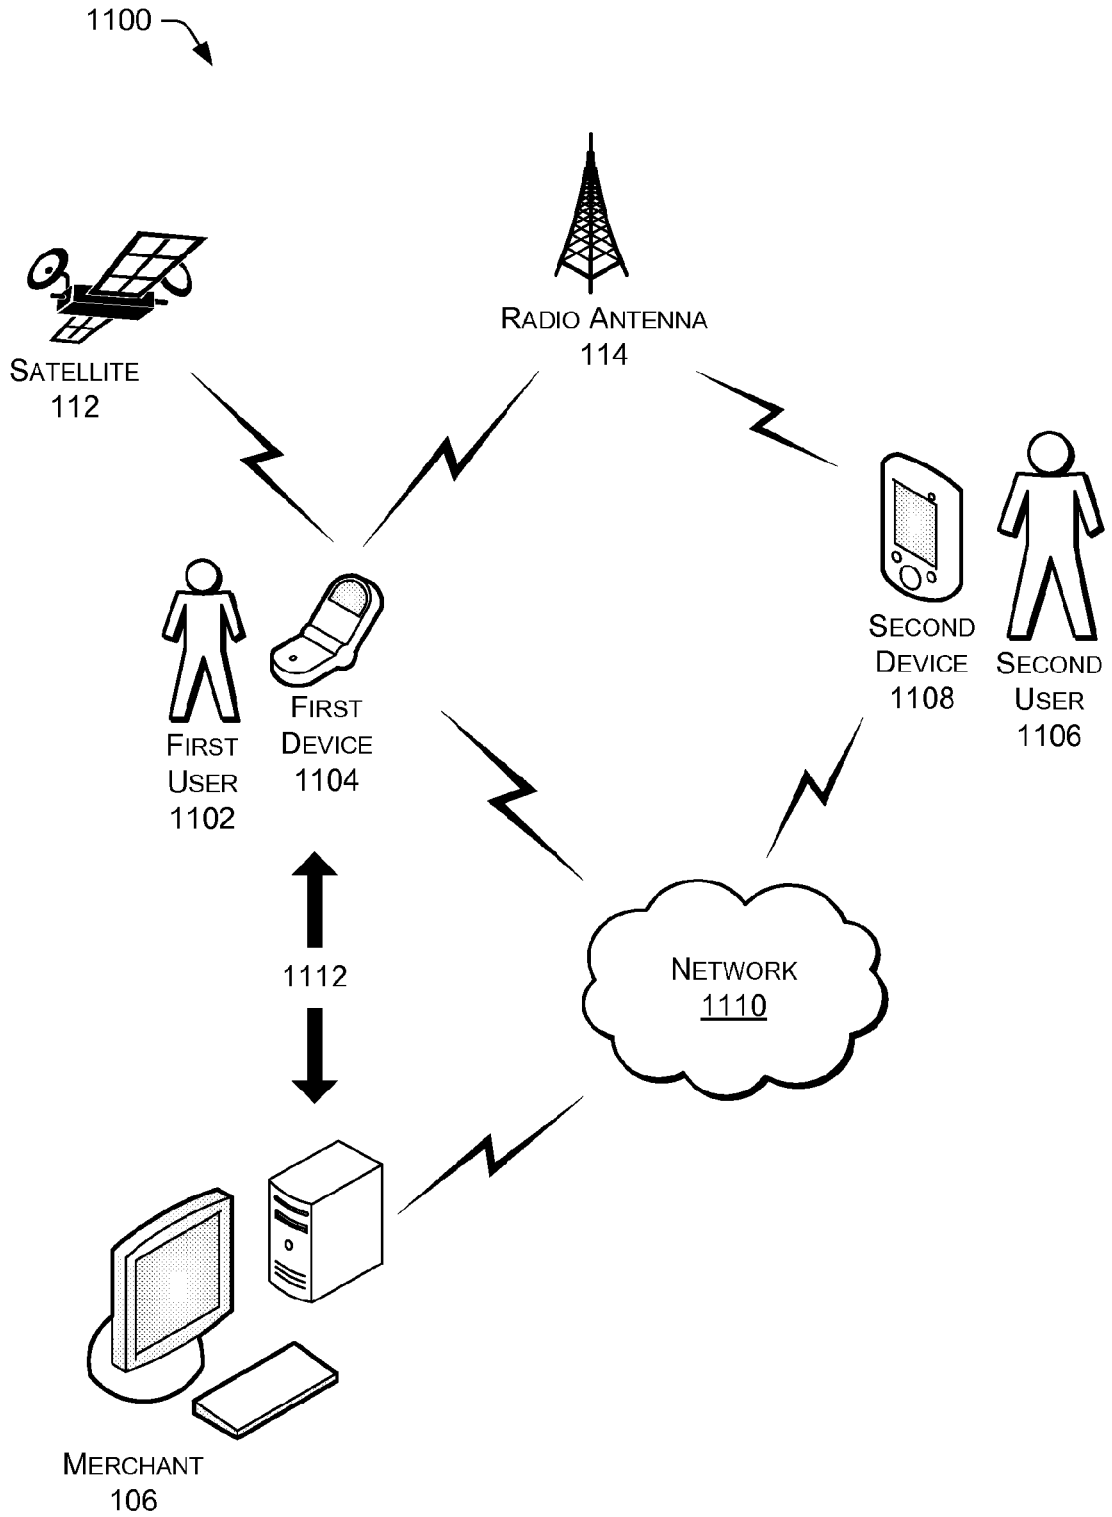 1100
RADIO ANTENNA
114
SATELLITE
112
SECOND
DEVICE
1108
SECOND
USER
1106
FIRST
USER
1102
FIRST
DEVICE
1104
1112
NETWORK
1110
MERCHANT
106